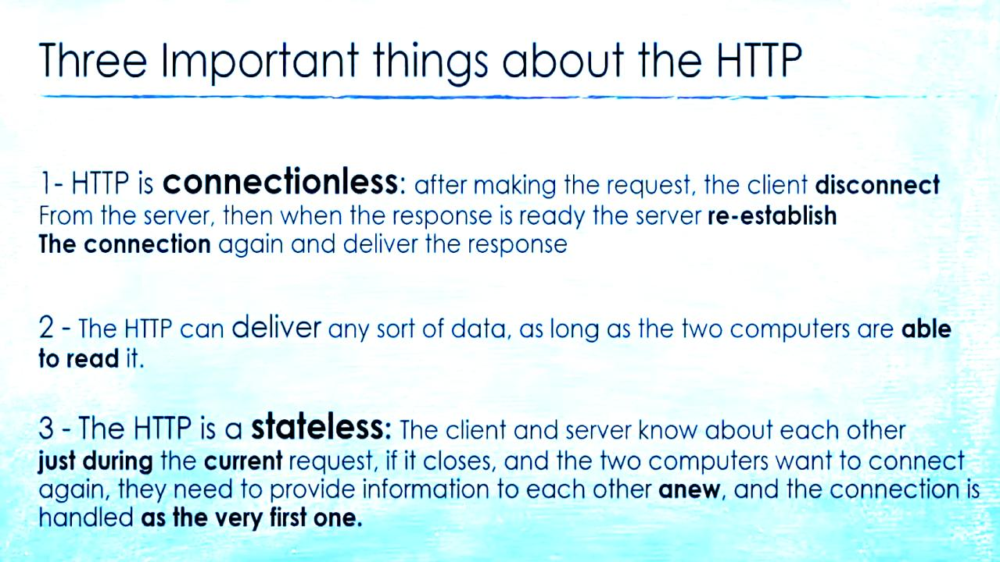 Three Important things about the HTTP
1- HTTP is connectionless: after making the request, the client disconnect
From the server, then when the response is ready the server re-establish
The connection again and deliver the response
2 - The HTTP can deliver any sort of data, as long as the two computers are able
to read it.
3 - The HTTP is a stateless: The client and server know about each other
just during the current request, if it closes, and the two computers want to connect
again, they need to provide information to each other anew, and the connection is
handled as the very first one.